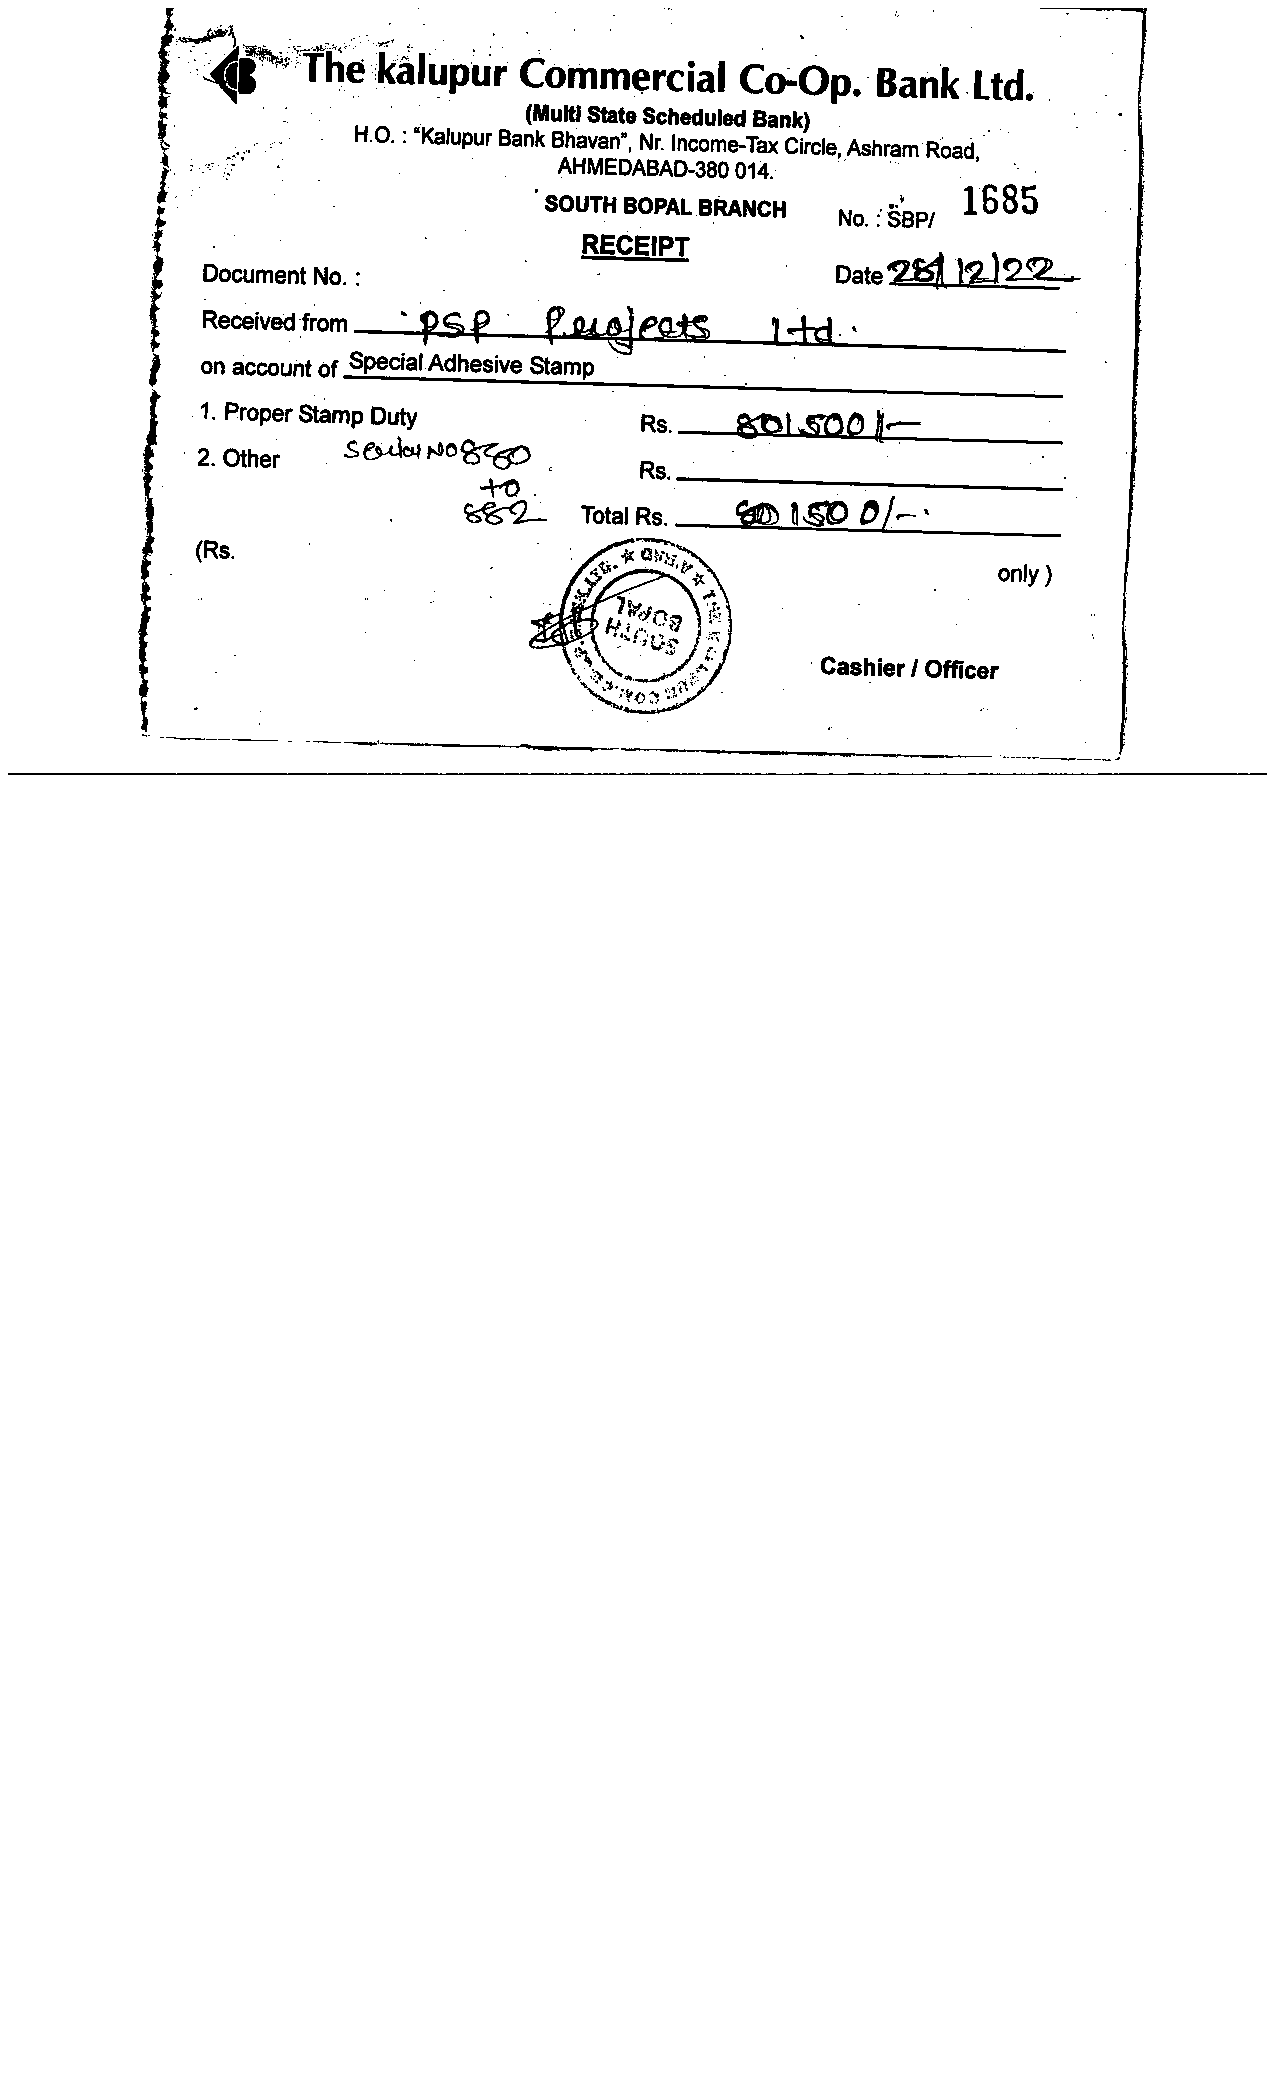 The kalupur Commercial Co-Op. Bank Ltd.
(Multi State Scheduled Bank)
H.O. : "Kalupur Bank Bhavan", Nr. Income-Tax Circle, Ashram Road,
AHMEDABAD-380 014.
SOUTH BOPAL BRANCH No. : SBP/ 1685
RECEIPT
Document No. : Date 28/12/22
Received from PSP Projects Ltd.
on account of Special Adhesive Stamp
1. Proper Stamp Duty Rs. 801500/-
2. Other Serial No Rs.
to
882 Total Rs. 801500/-
(Rs. only )
SOUTH
BOPAL
Cashier / Officer